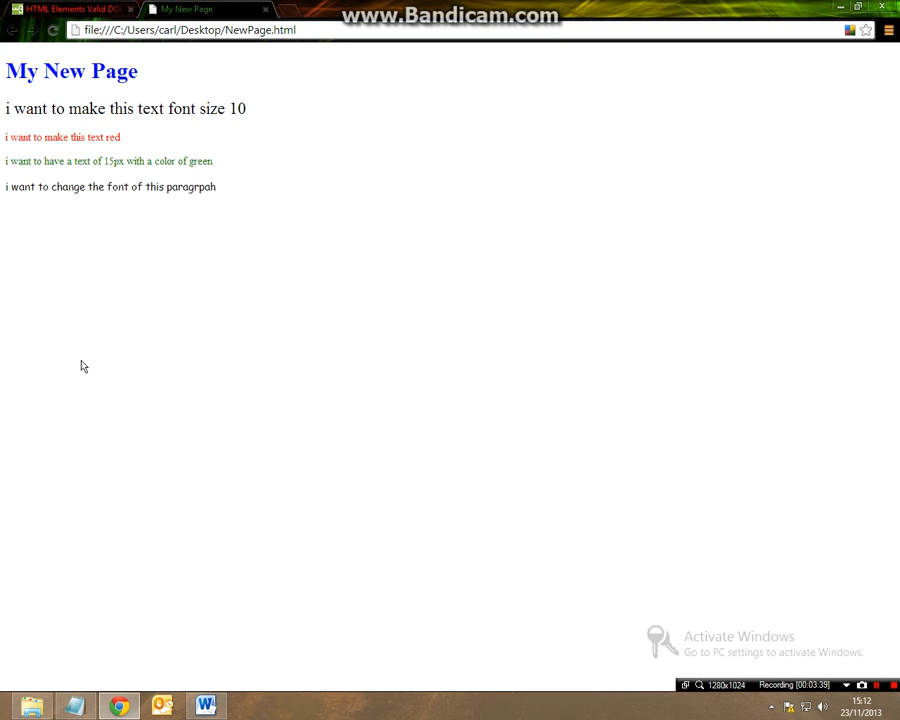 HTML Elements Valid DO
My New Page
www.Bandicam.com
file:///C:/Users/carl/Desktop/NewPage.html
My New Page
i want to make this text font size 10
i want to make this text red
i want to have a text of 15px with a color of green
i want to change the font of this paragrpah
Activate Windows
Go to PC settings to activate Windows.
1280x1024 Recording [00:03:39]
15:12
23/11/2013